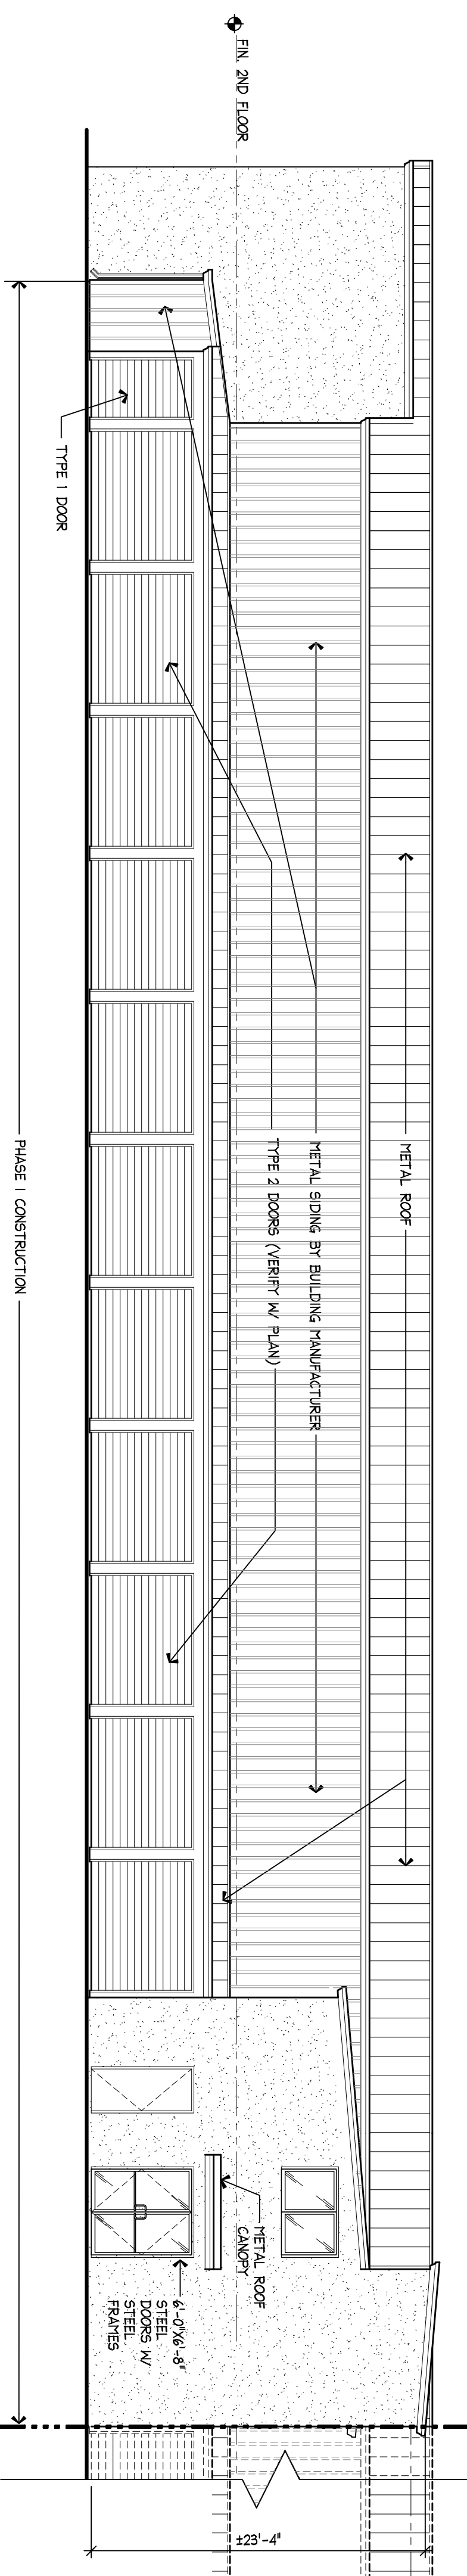 FIN. 2ND FLOOR
METAL ROOF
METAL SIDING BY BUILDING MANUFACTURER
TYPE 2 DOORS (VERIFY W/ PLAN)
TYPE 1 DOOR
PHASE 1 CONSTRUCTION
METAL ROOF
CANOPY
6'-0"X6'-8"
STEEL
DOORS W/
STEEL
FRAMES
±23'-4"